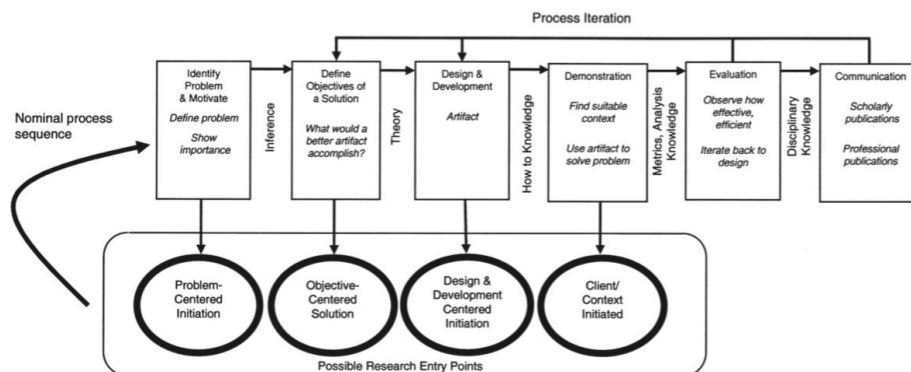 Process Iteration
Nominal process
sequence
Identify
Problem
& Motivate
Define problem
Show
importance
Inference
Define
Objectives of
a Solution
What would a
better artifact
accomplish?
Theory
Design &
Development
Artifact
How to Knowledge
Demonstration
Find suitable
context
Use artifact to
solve problem
Metrics, Analysis
Knowledge
Evaluation
Observe how
effective,
efficient
Iterate back to
design
Disciplinary
Knowledge
Communication
Scholarly
publications
Professional
publications
Problem-
Centered
Initiation
Objective-
Centered
Solution
Design &
Development
Centered
Initiation
Client/
Context
Initiated
Possible Research Entry Points